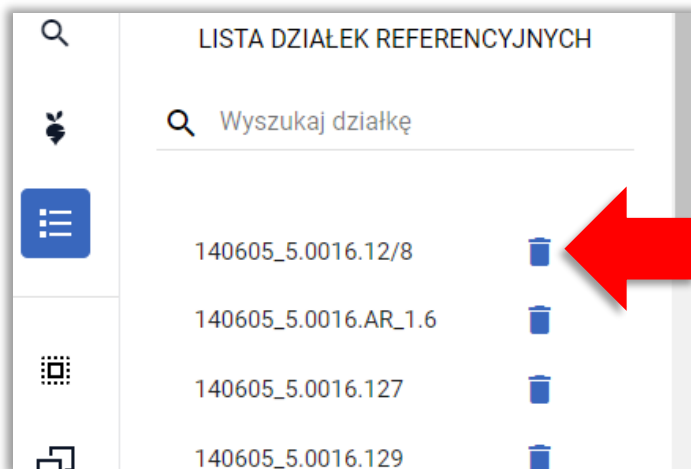 LISTA DZIAŁEK REFERENCYJNYCH
Wyszukaj działkę
140605_5.0016.12/8
140605_5.0016.AR_1.6
140605_5.0016.127
140605_5.0016.129